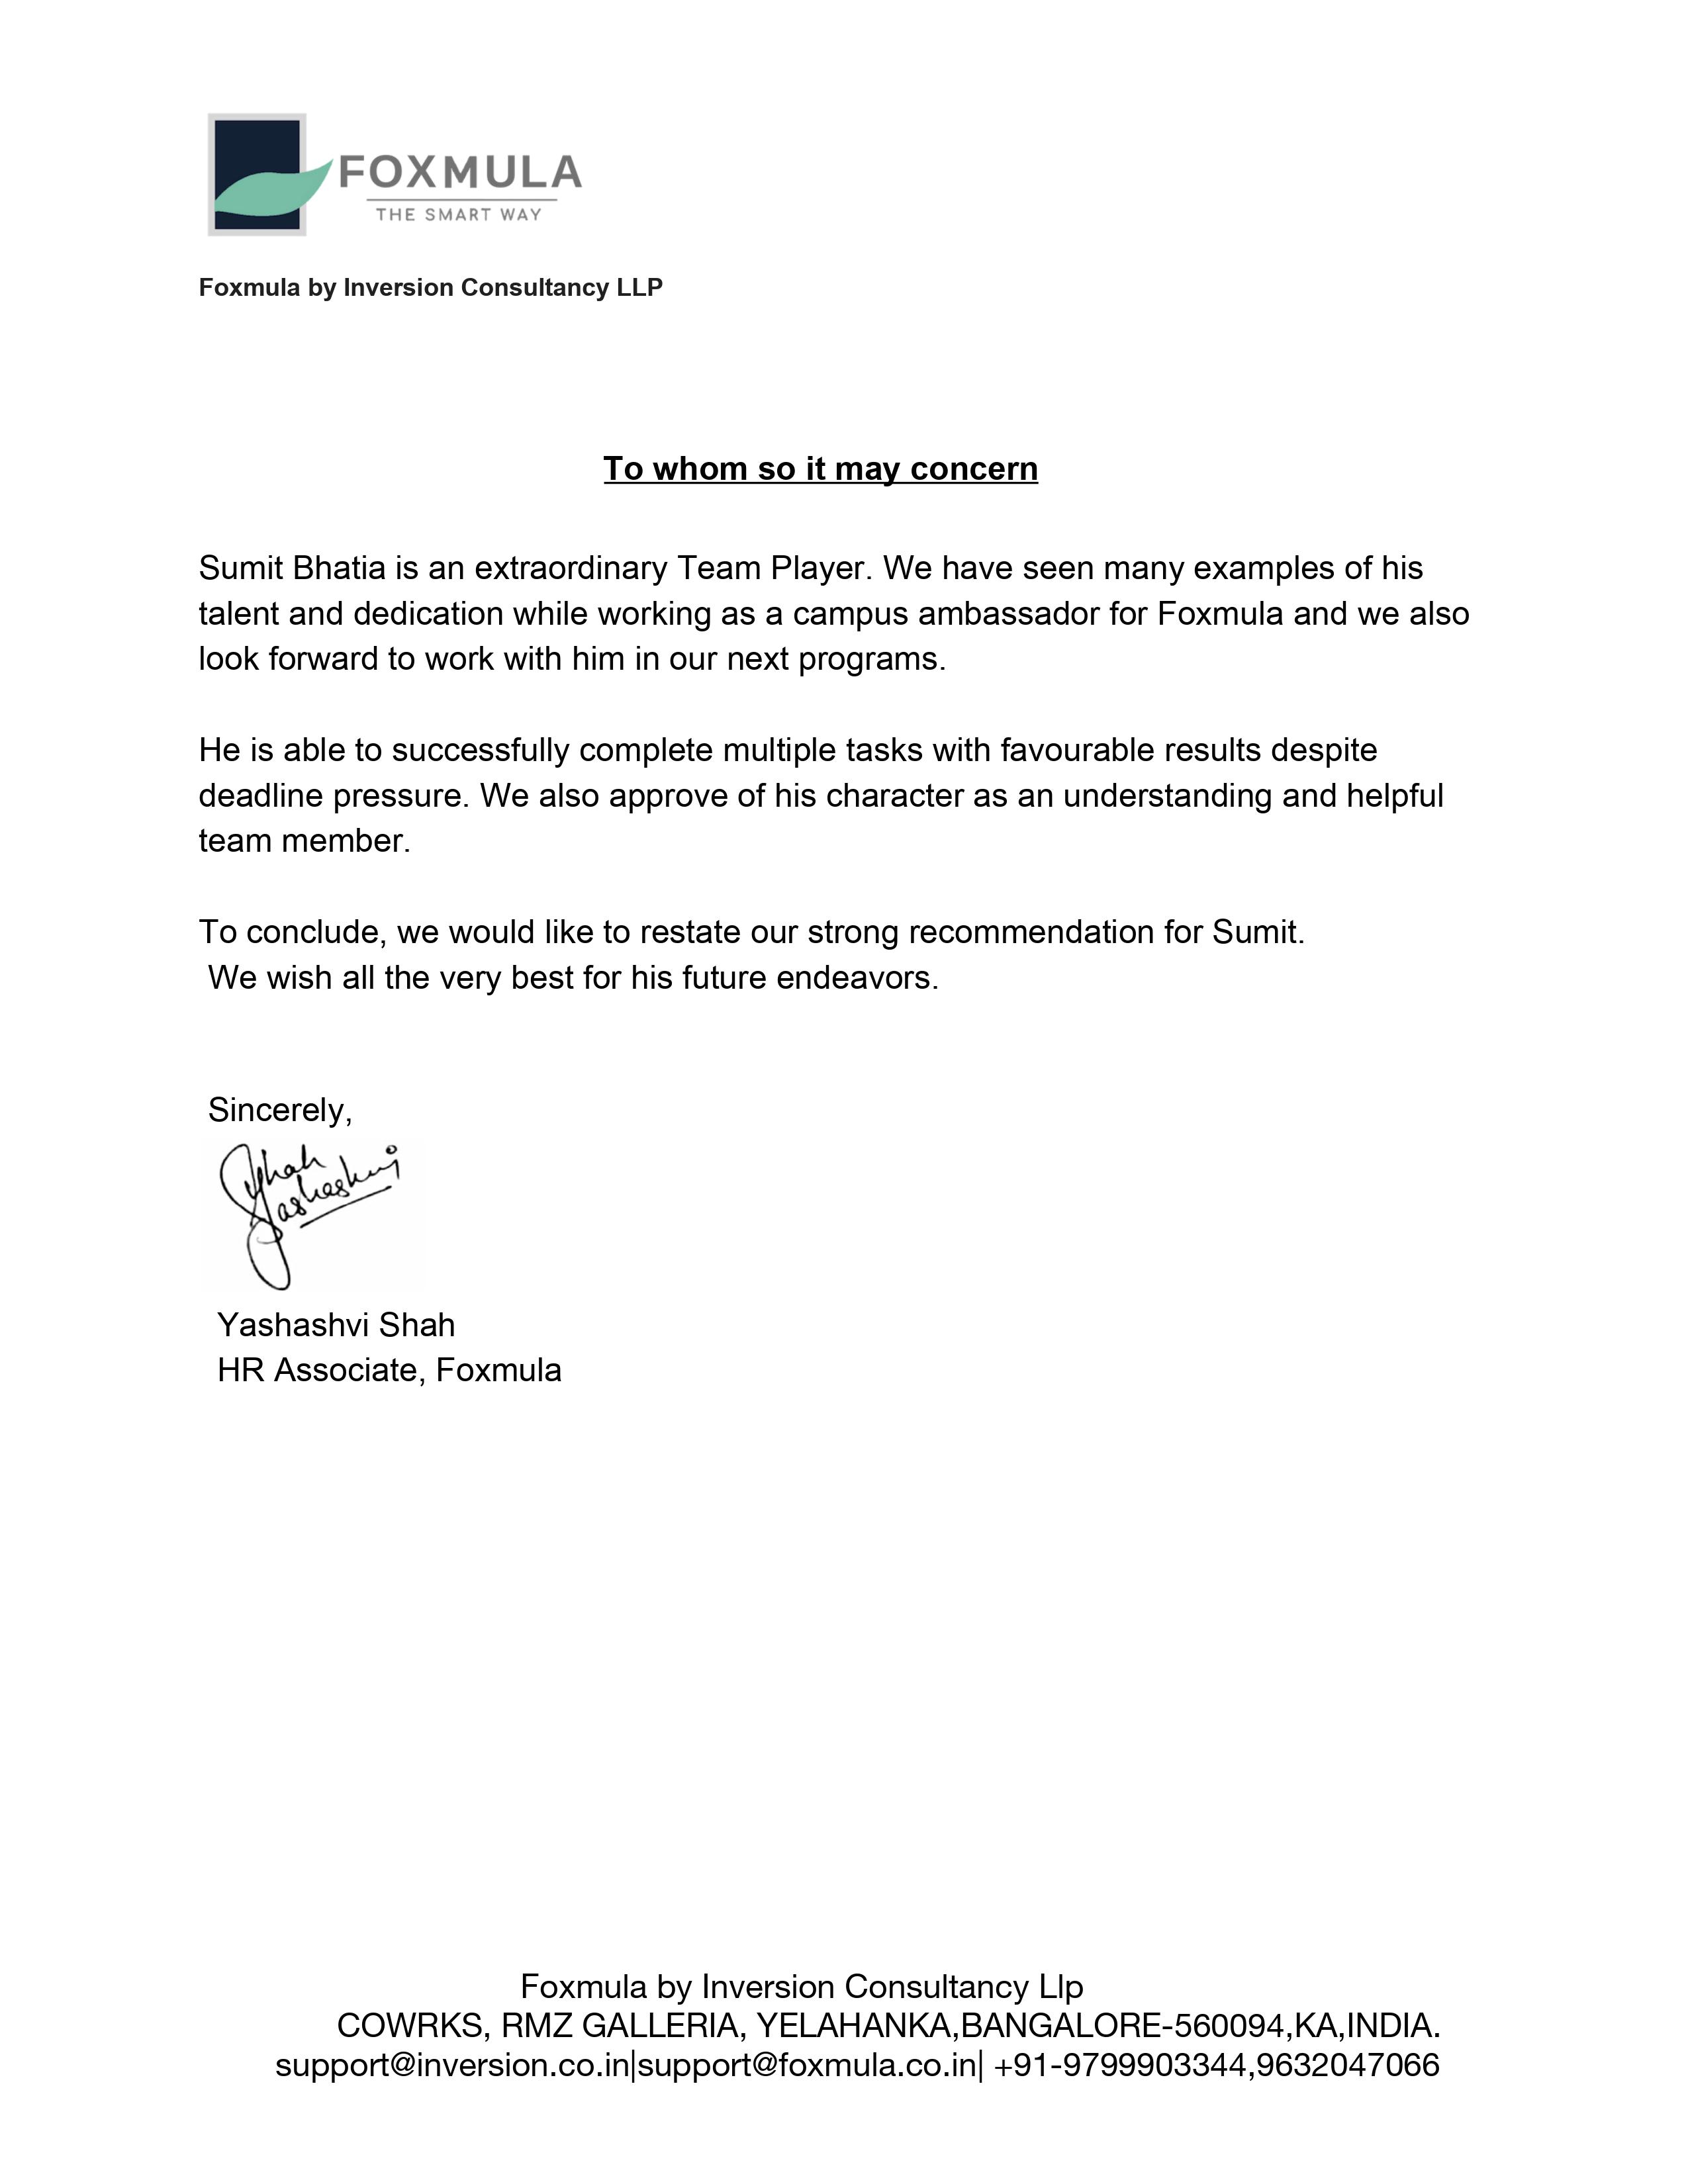 FOXMULA
THE SMART WAY
Foxmula by Inversion Consultancy LLP
To whom so it may concern
Sumit Bhatia is an extraordinary Team Player. We have seen many examples of his
talent and dedication while working as a campus ambassador for Foxmula and we also
look forward to work with him in our next programs.
He is able to successfully complete multiple tasks with favourable results despite
deadline pressure. We also approve of his character as an understanding and helpful
team member.
To conclude, we would like to restate our strong recommendation for Sumit.
We wish all the very best for his future endeavors.
Sincerely,
Shah
Yashashvi
Yashashvi Shah
HR Associate, Foxmula
Foxmula by Inversion Consultancy Llp
COWRKS, RMZ GALLERIA, YELAHANKA,BANGALORE-560094,KA,INDIA.
support@inversion.co.in|support@foxmula.co.in| +91-9799903344,9632047066